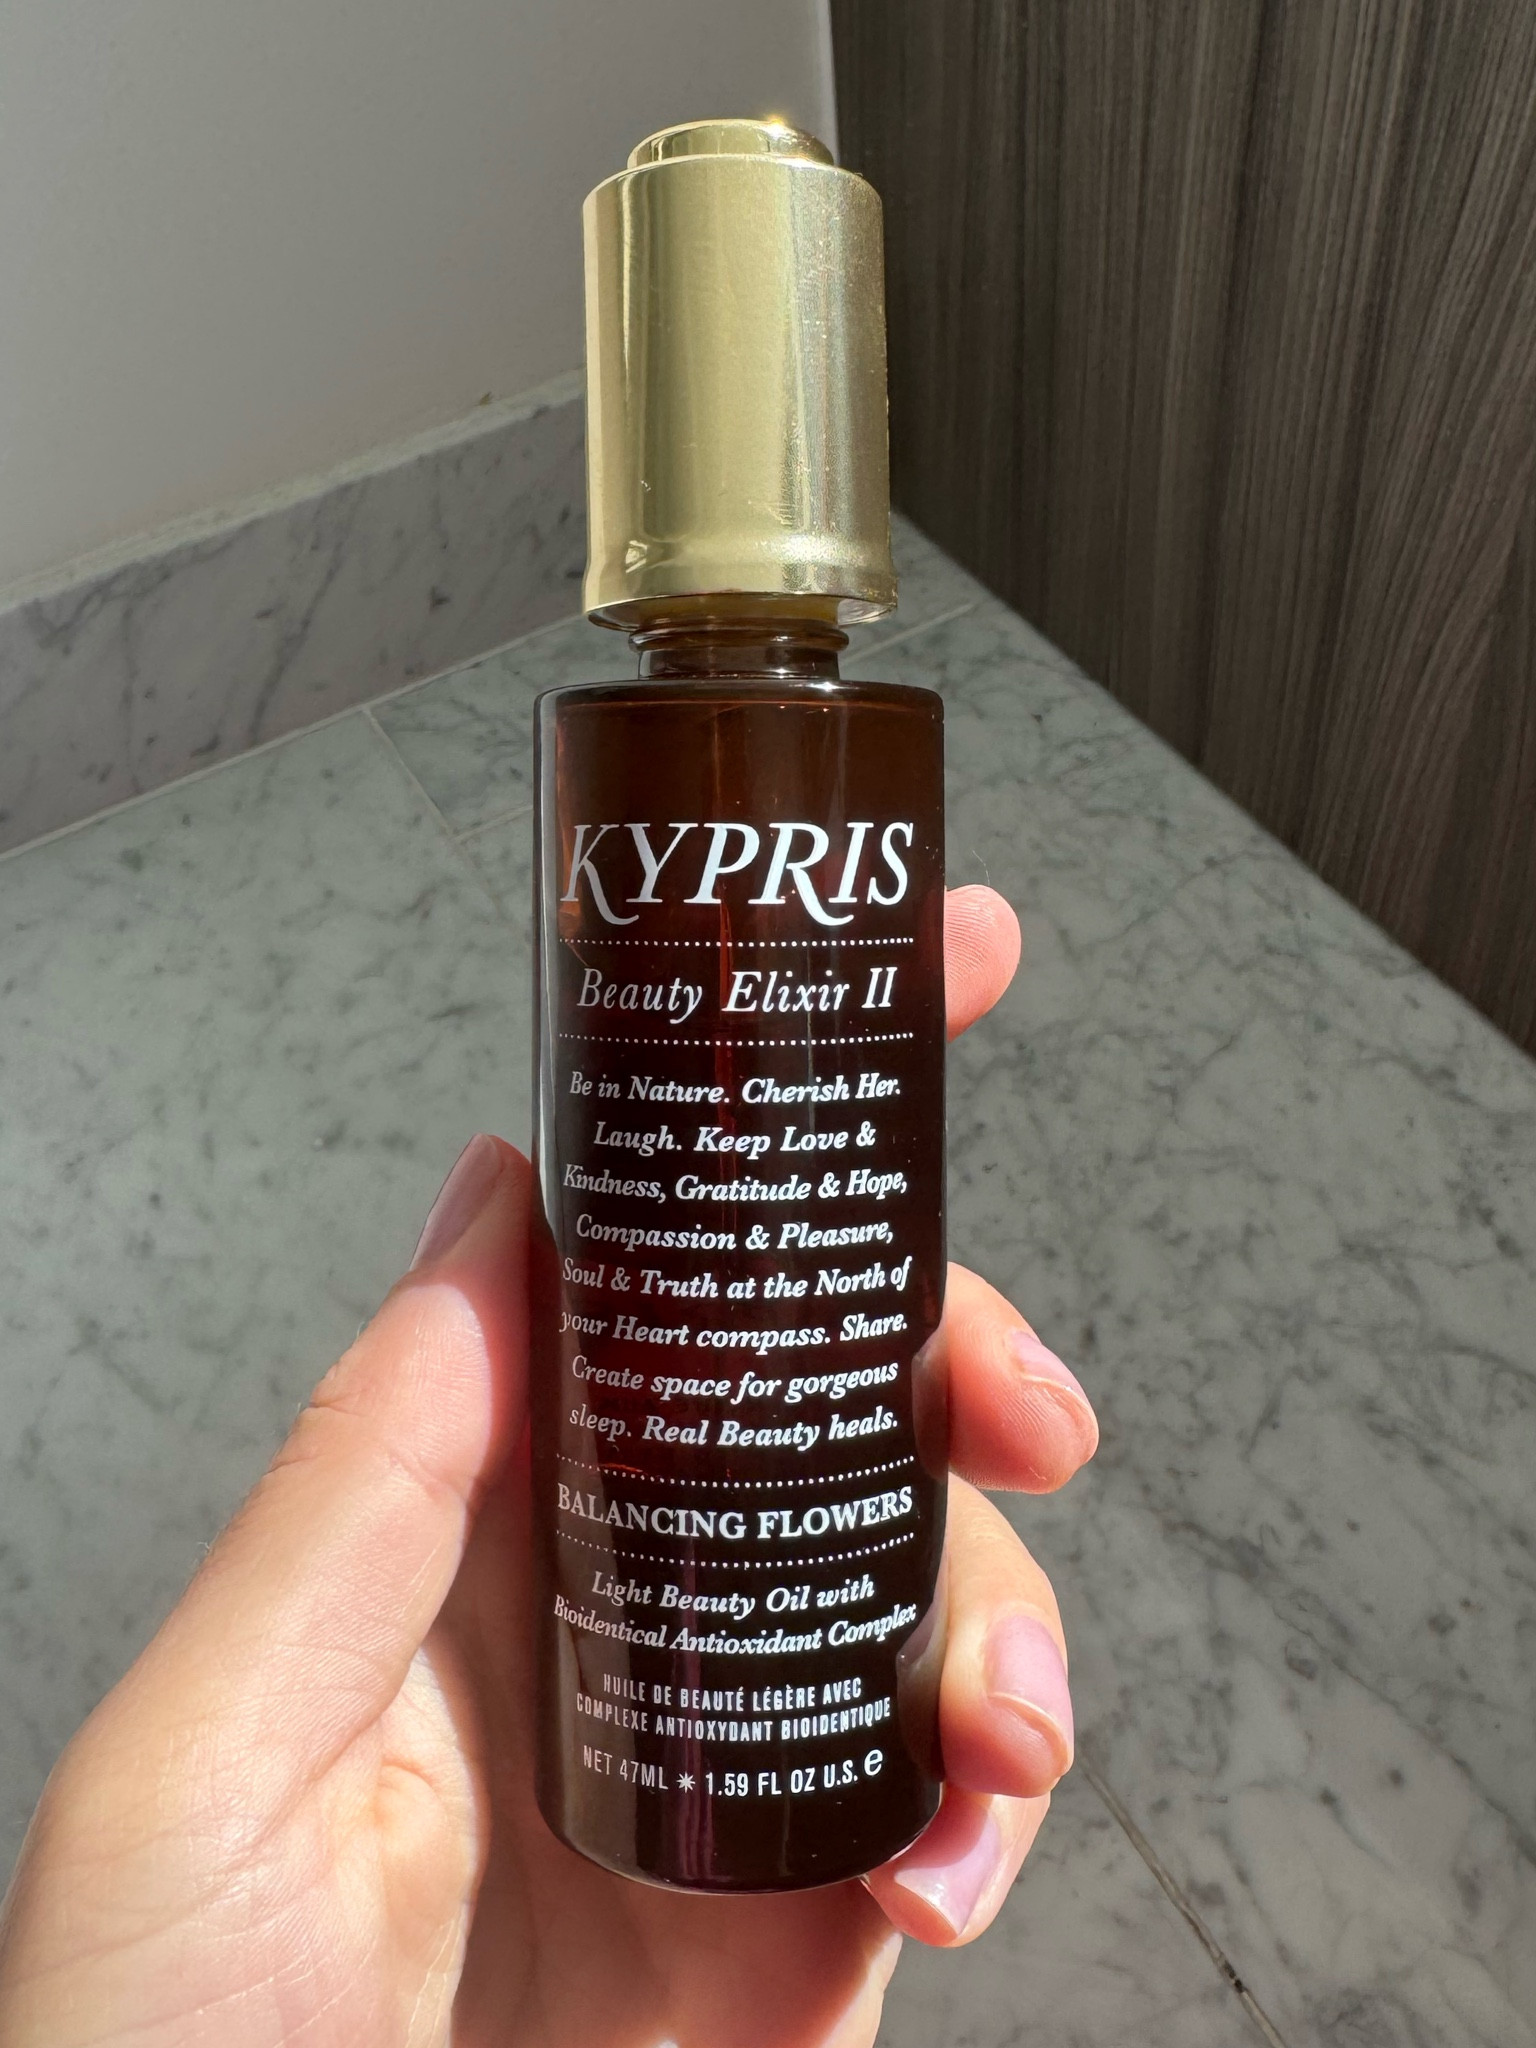 KYPRIS
Beauty Elixir II
Be in Nature. Cherish Her.
Laugh. Keep Love &
Kindness, Gratitude & Hope,
Compassion & Pleasure,
Soul & Truth at the North of
your Heart compass. Share.
Create space for gorgeous
sleep. Real Beauty heals.
BALANCING FLOWERS
Light Beauty Oil with
Bioidentical Antioxidant Complex
HUILE DE BEAUTÉ LÉGÈRE AVEC
COMPLEXE ANTIOXYDANT BIOIDENTIQUE
NET 47ML ✷ 1.59 FL OZ U.S. ℮